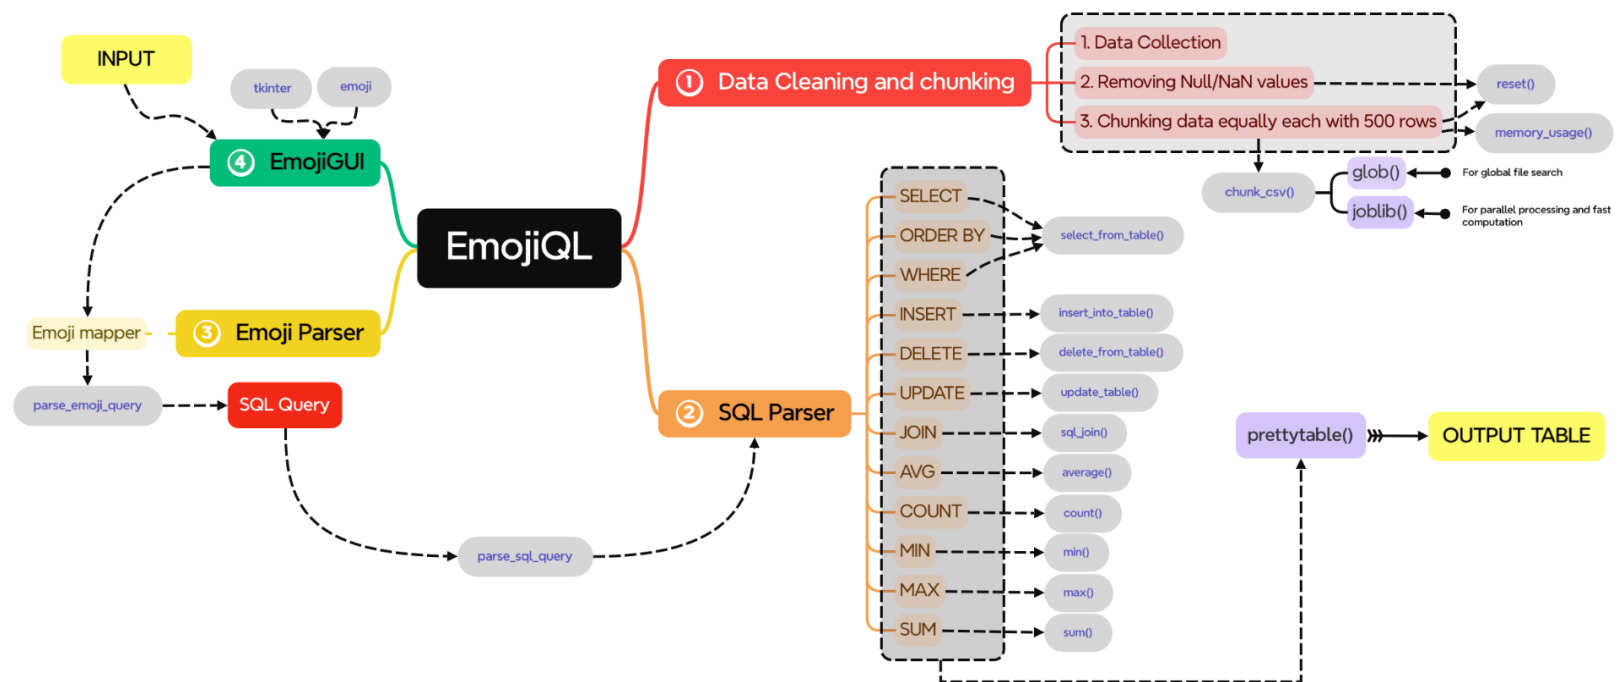 INPUT
tkinter
emoji
4 EmojiGUI
EmojiQL
3 Emoji Parser
Emoji mapper
parse_emoji_query
SQL Query
parse_sql_query
1 Data Cleaning and chunking
1. Data Collection
2. Removing Null/NaN values
3. Chunking data equally each with 500 rows
reset()
memory_usage()
chunk_csv()
glob()
For global file search
joblib()
For parallel processing and fast
computation
2 SQL Parser
SELECT
ORDER BY
WHERE
select_from_table()
INSERT
insert_into_table()
DELETE
delete_from_table()
UPDATE
update_table()
JOIN
sql_join()
AVG
average()
COUNT
count()
MIN
min()
MAX
max()
SUM
sum()
prettytable()
OUTPUT TABLE